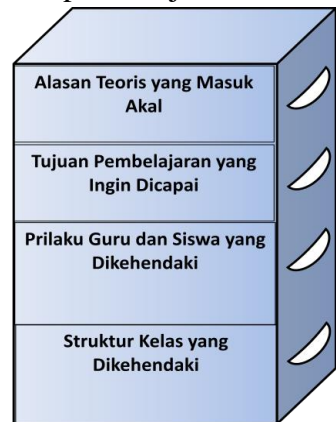 Alasan Teoris yang Masuk
Akal
Tujuan Pembelajaran yang
Ingin Dicapai
Prilaku Guru dan Siswa yang
Dikehendaki
Struktur Kelas yang
Dikehendaki